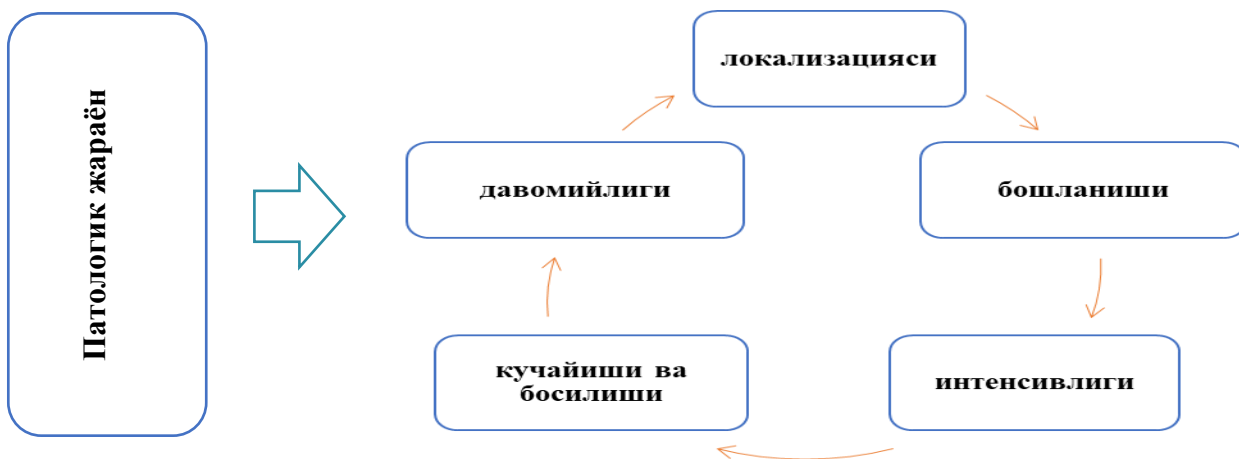 Патологик жараён
локализацияси
бошланиши
интенсивлиги
кучайиши ва
босилиши
давомийлиги